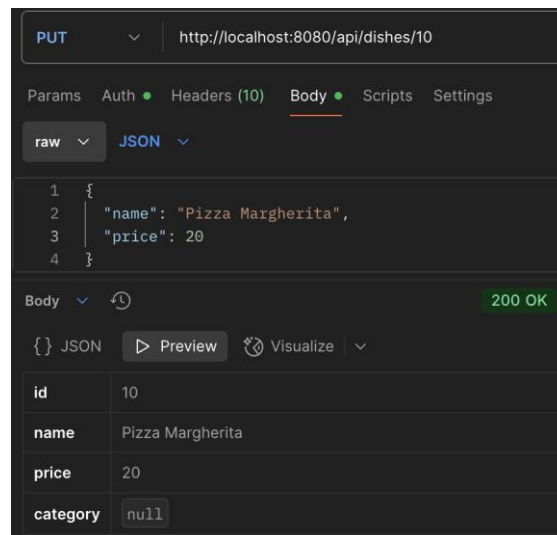 PUT http://localhost:8080/api/dishes/10
Params Auth Headers (10) Body Scripts Settings
raw JSON
1 {
2 "name": "Pizza Margherita",
3 "price": 20
4 }
Body 200 OK
{} JSON Preview Visualize
id 10
name Pizza Margherita
price 20
category null